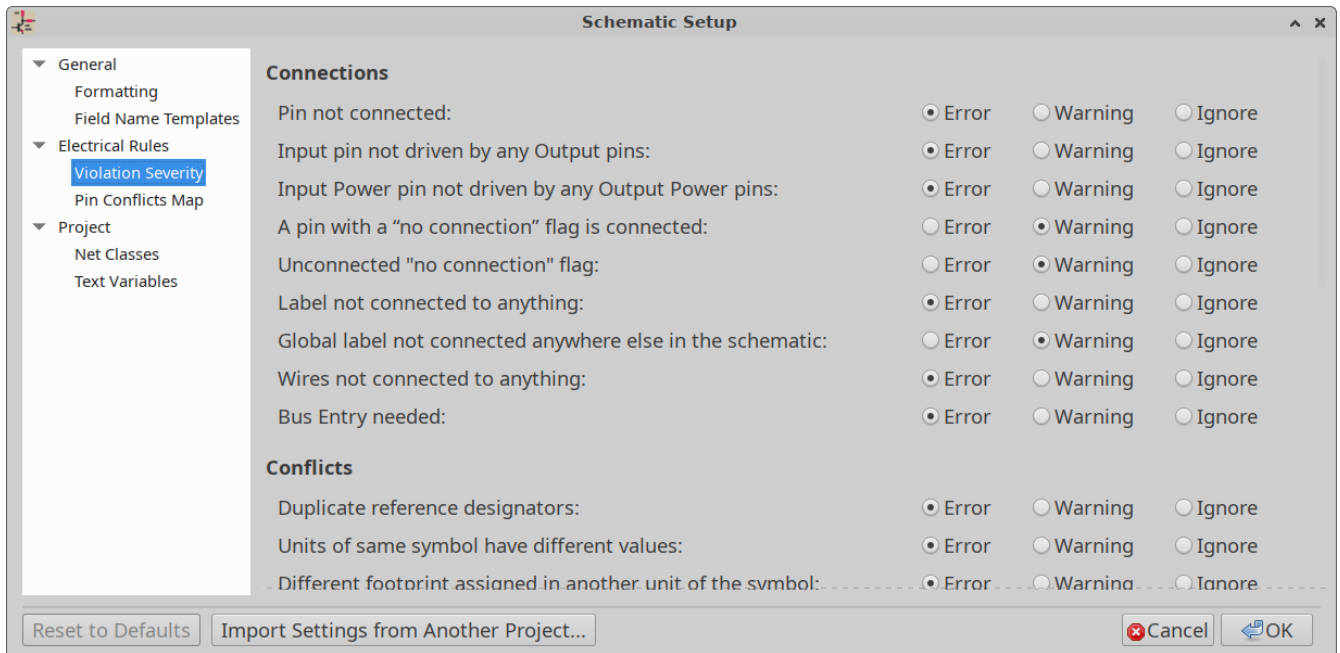 Schematic Setup
General
Formatting
Field Name Templates
Electrical Rules
Violation Severity
Pin Conflicts Map
Project
Net Classes
Text Variables
Connections
Pin not connected: Error Warning Ignore
Input pin not driven by any Output pins: Error Warning Ignore
Input Power pin not driven by any Output Power pins: Error Warning Ignore
A pin with a “no connection” flag is connected: Error Warning Ignore
Unconnected "no connection" flag: Error Warning Ignore
Label not connected to anything: Error Warning Ignore
Global label not connected anywhere else in the schematic: Error Warning Ignore
Wires not connected to anything: Error Warning Ignore
Bus Entry needed: Error Warning Ignore
Conflicts
Duplicate reference designators: Error Warning Ignore
Units of same symbol have different values: Error Warning Ignore
Different footprint assigned in another unit of the symbol: Error Warning Ignore
Reset to Defaults Import Settings from Another Project... Cancel OK